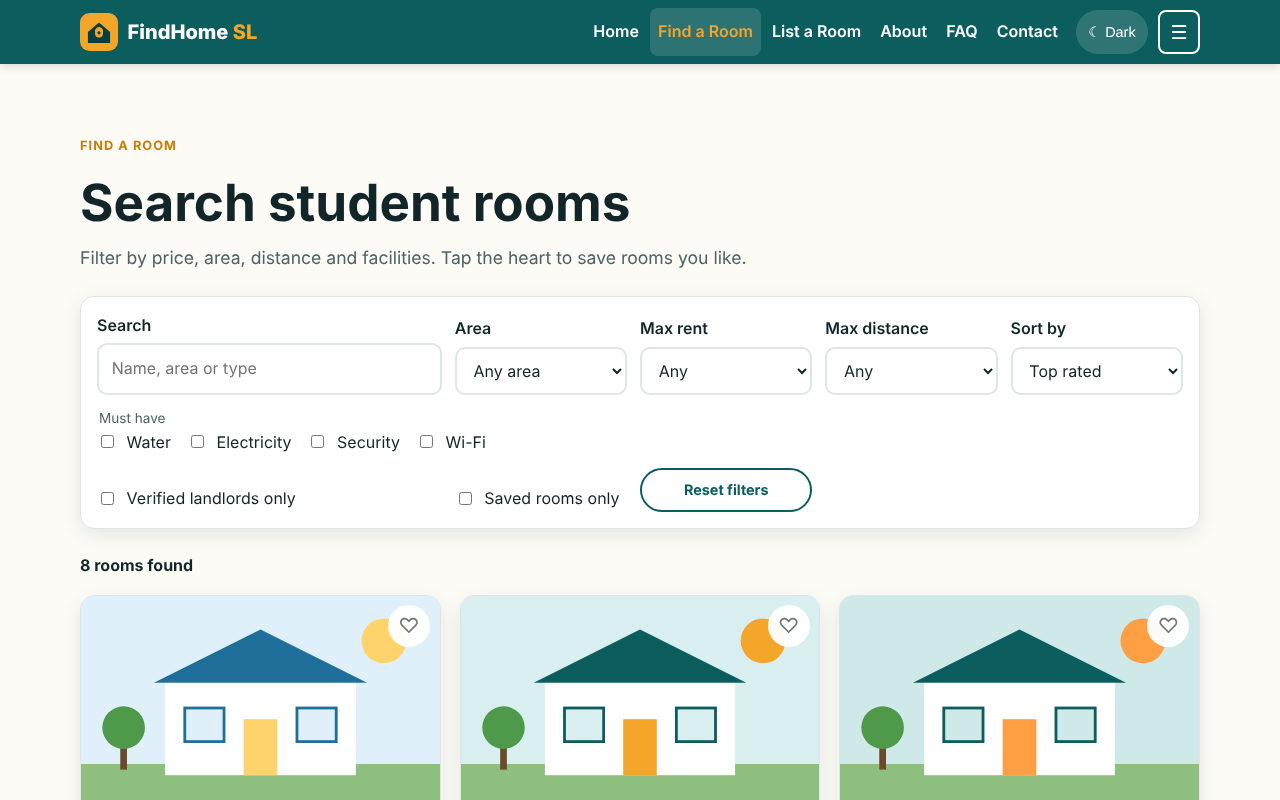 FindHome SL
Home Find a Room List a Room About FAQ Contact ☾ Dark ☰
FIND A ROOM
Search student rooms
Filter by price, area, distance and facilities. Tap the heart to save rooms you like.
Search Area Max rent Max distance Sort by
Name, area or type Any area Any Any Top rated
Must have
Water Electricity Security Wi-Fi
Verified landlords only Saved rooms only Reset filters
8 rooms found